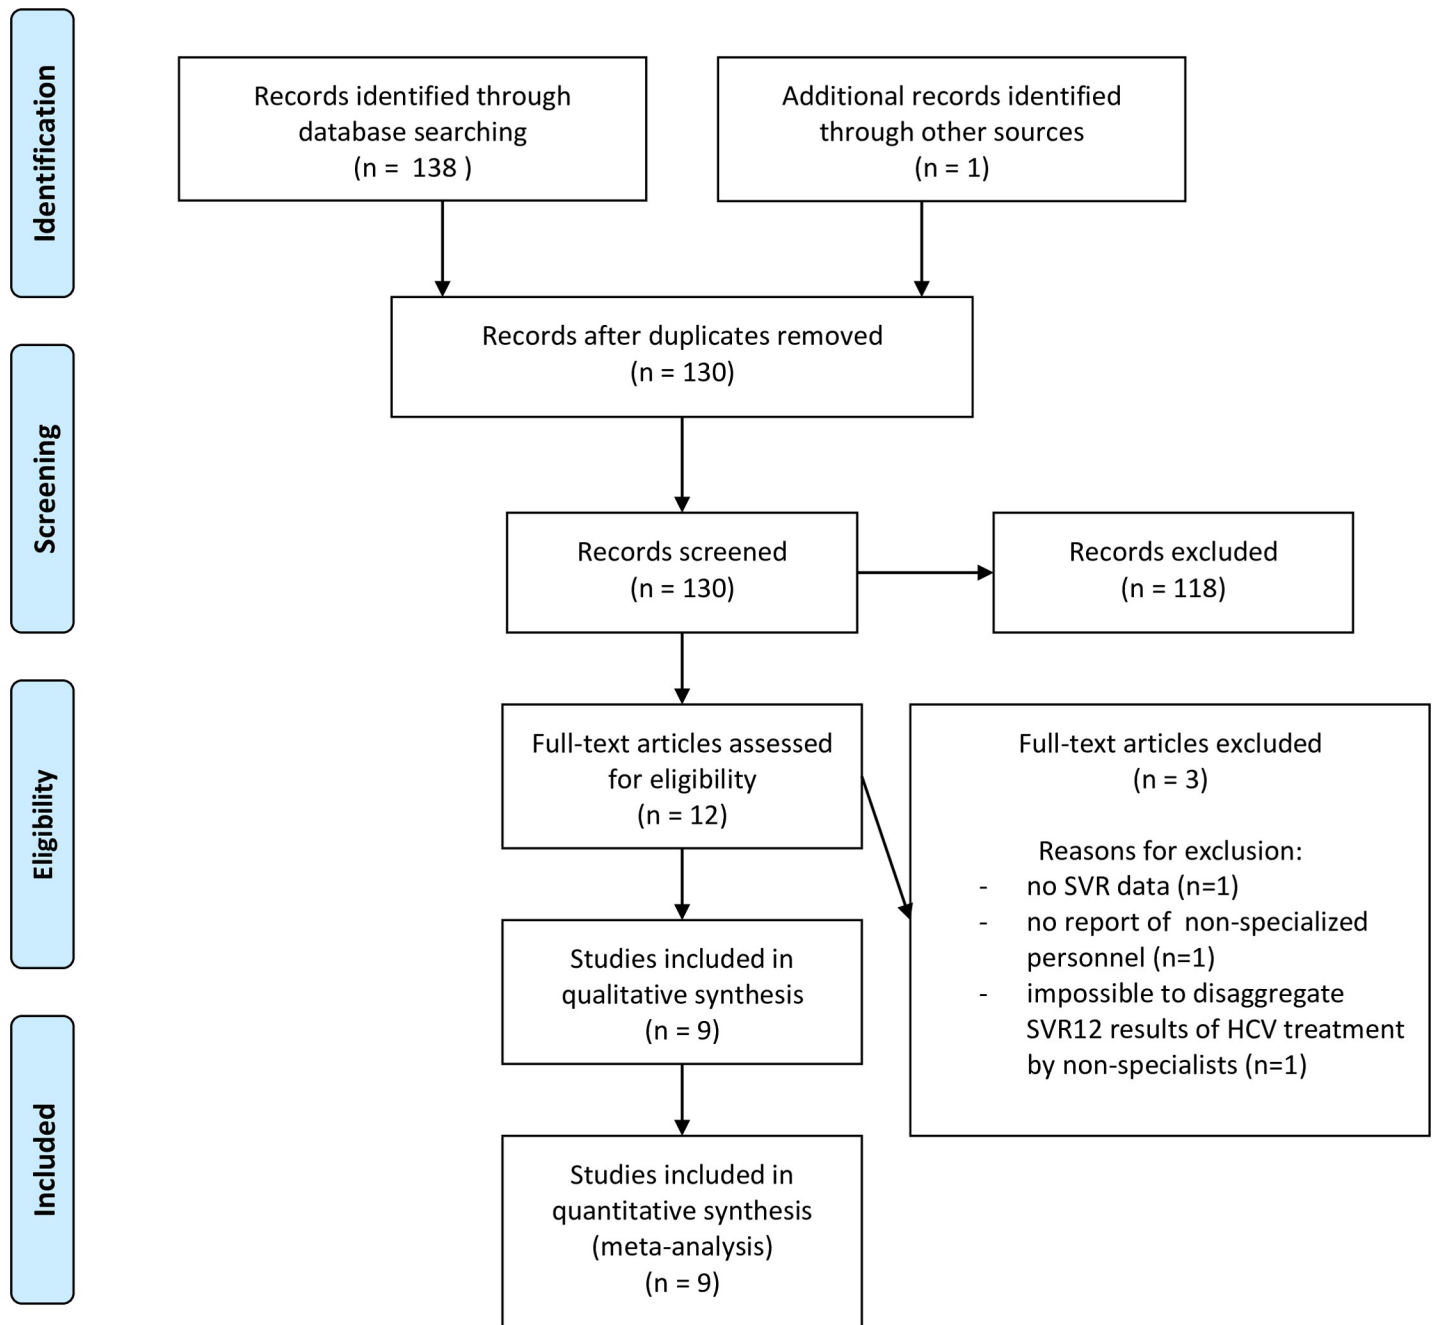 Identification
Records identified through
database searching
(n = 138 )
Additional records identified
through other sources
(n = 1)
Records after duplicates removed
(n = 130)
Screening
Records screened
(n = 130)
Records excluded
(n = 118)
Eligibility
Full-text articles assessed
for eligibility
(n = 12)
Full-text articles excluded
(n = 3)
Reasons for exclusion:
- no SVR data (n=1)
- no report of non-specialized
personnel (n=1)
- impossible to disaggregate
SVR12 results of HCV treatment
by non-specialists (n=1)
Studies included in
qualitative synthesis
(n = 9)
Included
Studies included in
quantitative synthesis
(meta-analysis)
(n = 9)